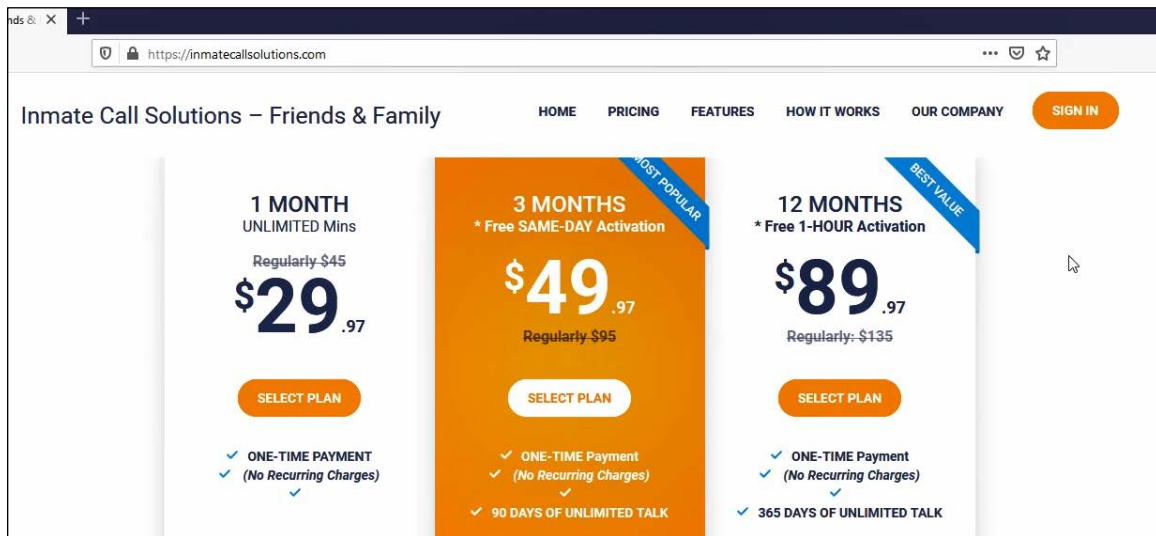 nds &
https://inmatecallsolutions.com
Inmate Call Solutions – Friends & Family
HOME PRICING FEATURES HOW IT WORKS OUR COMPANY SIGN IN
1 MONTH
UNLIMITED Mins
Regularly $45
$29.97
SELECT PLAN
ONE-TIME PAYMENT
(No Recurring Charges)
MOST POPULAR
3 MONTHS
* Free SAME-DAY Activation
$49.97
Regularly $95
SELECT PLAN
ONE-TIME Payment
(No Recurring Charges)
90 DAYS OF UNLIMITED TALK
BEST VALUE
12 MONTHS
* Free 1-HOUR Activation
$89.97
Regularly: $135
SELECT PLAN
ONE-TIME Payment
(No Recurring Charges)
365 DAYS OF UNLIMITED TALK